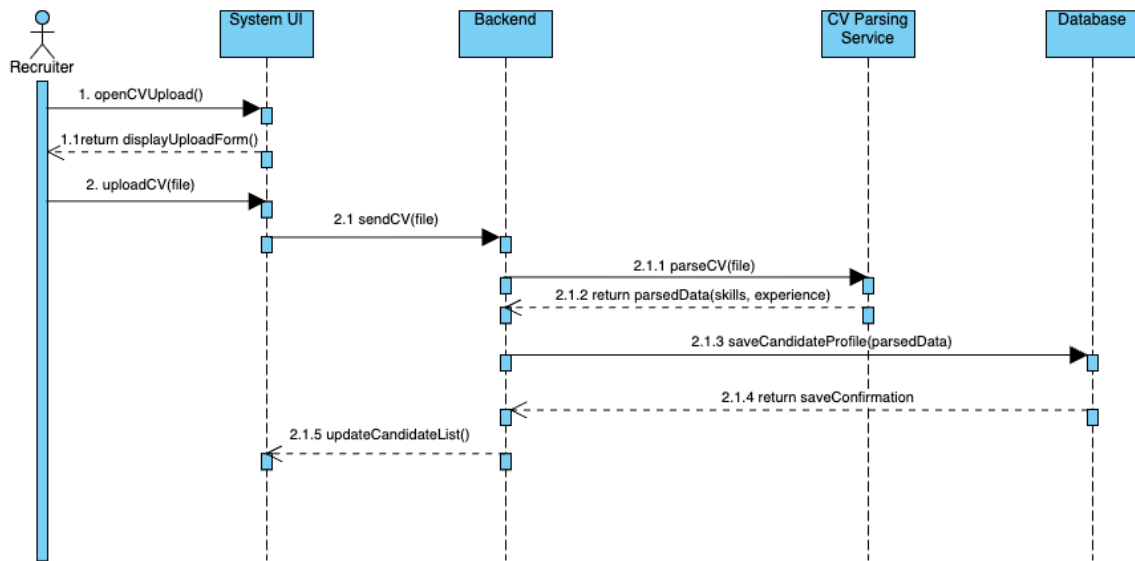 System UI
Backend
CV Parsing
Service
Database
Recruiter
1. openCVUpload()
1.1return displayUploadForm()
2. uploadCV(file)
2.1 sendCV(file)
2.1.1 parseCV(file)
2.1.2 return parsedData(skills, experience)
2.1.3 saveCandidateProfile(parsedData)
2.1.4 return saveConfirmation
2.1.5 updateCandidateList()